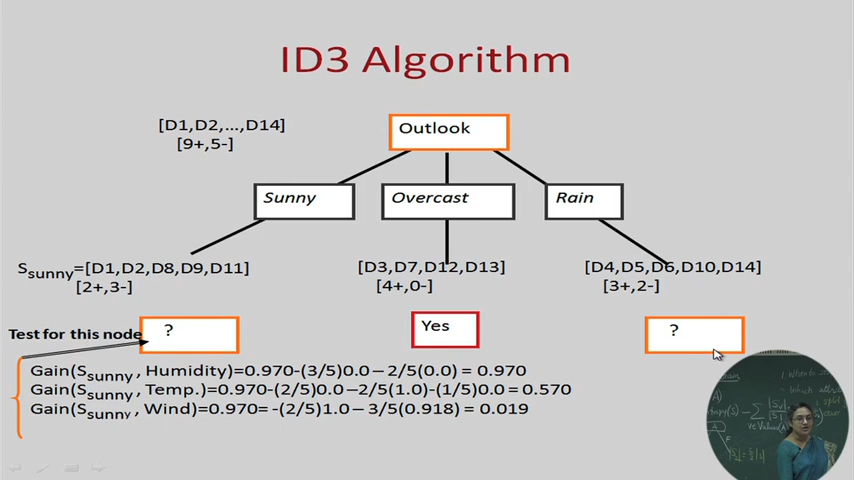 ID3 Algorithm
[D1,D2,...,D14]
[9+,5-]
Outlook
Sunny
Overcast
Rain
Ssunny=[D1,D2,D8,D9,D11]
[2+,3-]
[D3,D7,D12,D13]
[4+,0-]
[D4,D5,D6,D10,D14]
[3+,2-]
Test for this node
?
Yes
?
Gain(Ssunny , Humidity)=0.970-(3/5)0.0 – 2/5(0.0) = 0.970
Gain(Ssunny , Temp.)=0.970-(2/5)0.0 –2/5(1.0)-(1/5)0.0 = 0.570
Gain(Ssunny , Wind)=0.970= -(2/5)1.0 – 3/5(0.918) = 0.019